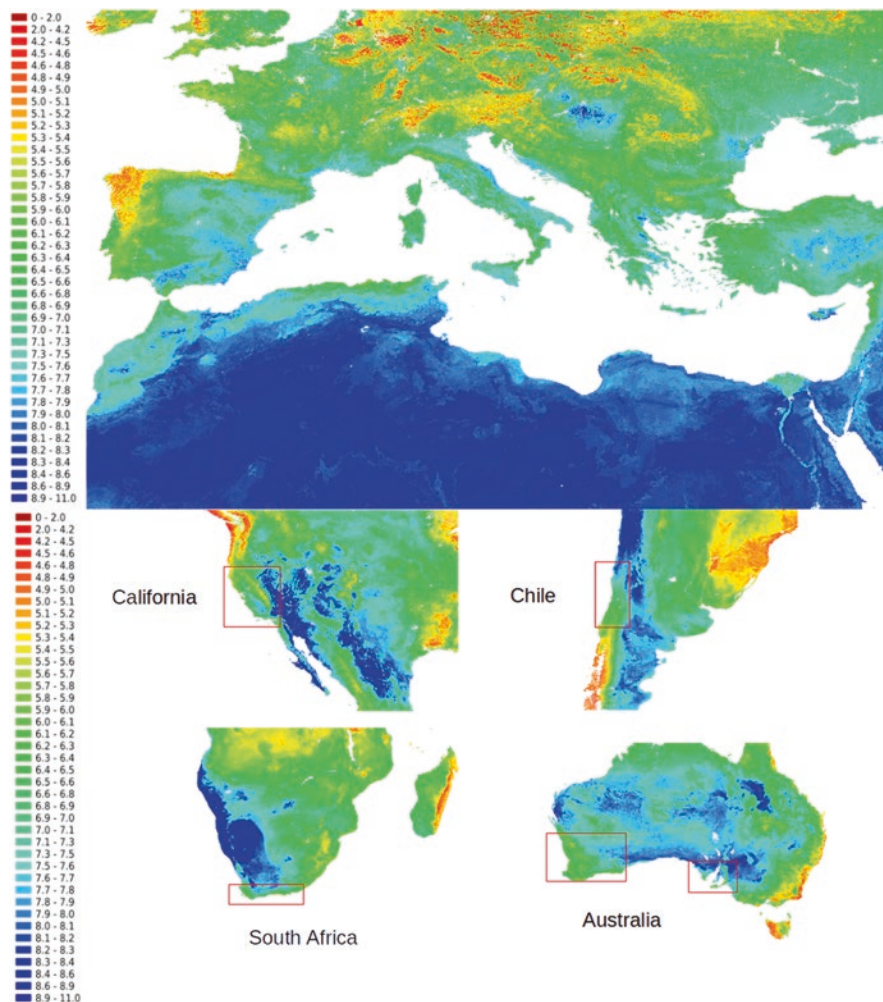 0 - 2.0
2.0 - 4.2
4.2 - 4.5
4.5 - 4.6
4.6 - 4.8
4.8 - 4.9
4.9 - 5.0
5.0 - 5.1
5.1 - 5.2
5.2 - 5.3
5.3 - 5.4
5.4 - 5.5
5.5 - 5.6
5.6 - 5.7
5.7 - 5.8
5.8 - 5.9
5.9 - 6.0
6.0 - 6.1
6.1 - 6.2
6.2 - 6.3
6.3 - 6.4
6.4 - 6.5
6.5 - 6.6
6.6 - 6.8
6.8 - 6.9
6.9 - 7.0
7.0 - 7.1
7.1 - 7.3
7.3 - 7.5
7.5 - 7.6
7.6 - 7.7
7.7 - 7.8
7.8 - 7.9
7.9 - 8.0
8.0 - 8.1
8.1 - 8.2
8.2 - 8.3
8.3 - 8.4
8.4 - 8.6
8.6 - 8.9
8.9 - 11.0
0 - 2.0
2.0 - 4.2
4.2 - 4.5
4.5 - 4.6
4.6 - 4.8
4.8 - 4.9
4.9 - 5.0
5.0 - 5.1
5.1 - 5.2
5.2 - 5.3
5.3 - 5.4
5.4 - 5.5
5.5 - 5.6
5.6 - 5.7
5.7 - 5.8
5.8 - 5.9
5.9 - 6.0
6.0 - 6.1
6.1 - 6.2
6.2 - 6.3
6.3 - 6.4
6.4 - 6.5
6.5 - 6.6
6.6 - 6.8
6.8 - 6.9
6.9 - 7.0
7.0 - 7.1
7.1 - 7.3
7.3 - 7.5
7.5 - 7.6
7.6 - 7.7
7.7 - 7.8
7.8 - 7.9
7.9 - 8.0
8.0 - 8.1
8.1 - 8.2
8.2 - 8.3
8.3 - 8.4
8.4 - 8.6
8.6 - 8.9
8.9 - 11.0
California
Chile
South Africa
Australia